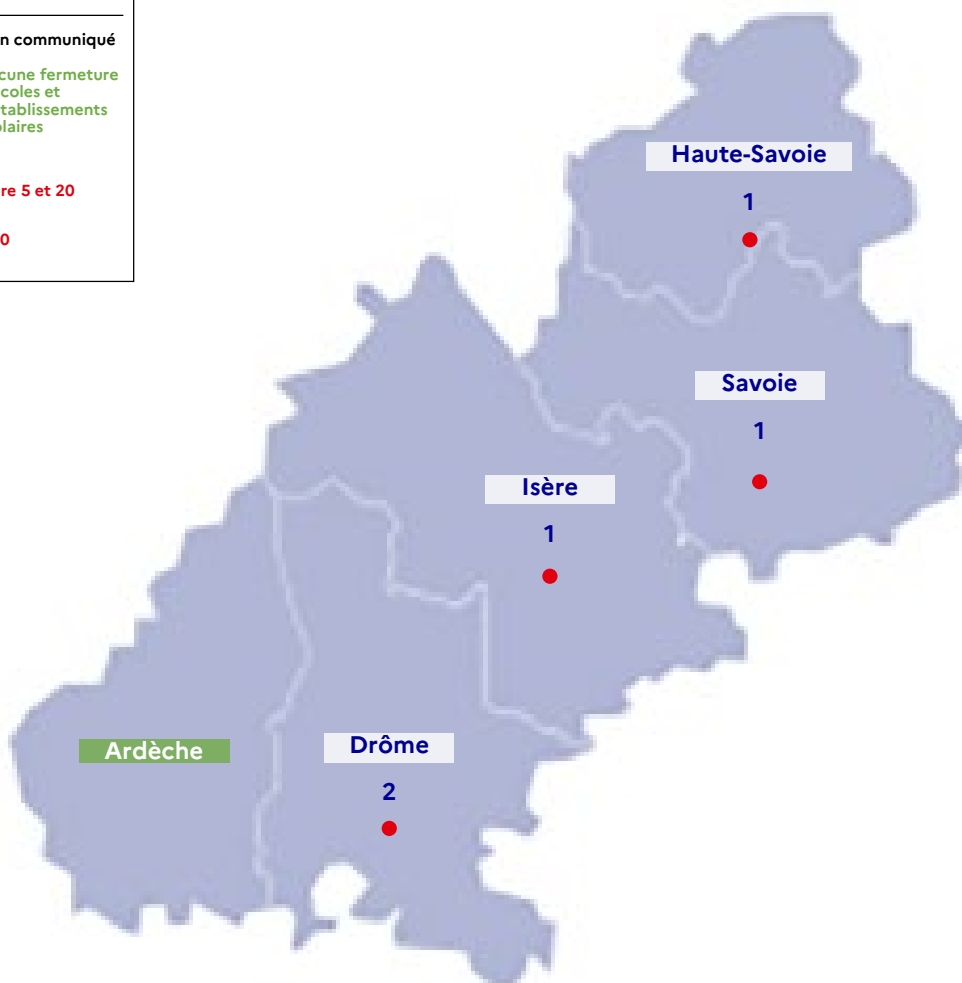 n communiqué
cune fermeture
coles et
tablissements
laires
re 5 et 20
0
Haute-Savoie
1
Savoie
1
Isère
1
Ardèche
Drôme
2